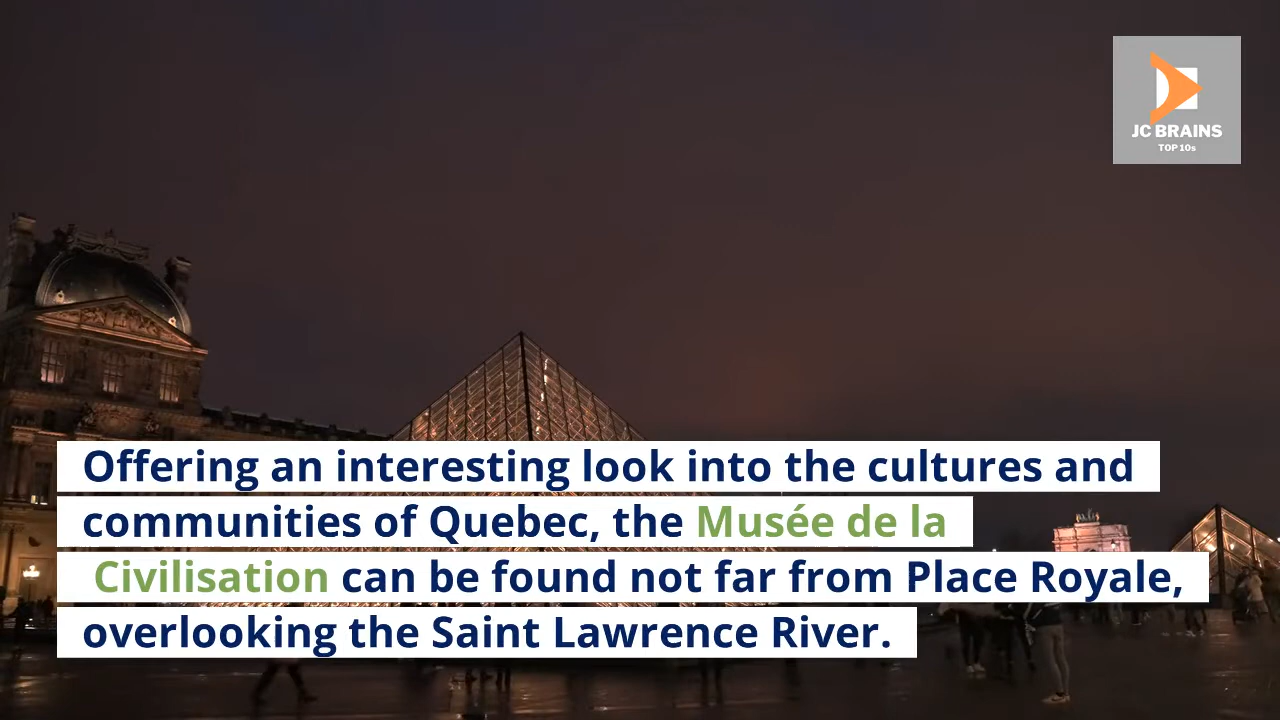 JC BRAINS
TOP 10s
Offering an interesting look into the cultures and
communities of Quebec, the Musée de la
Civilisation can be found not far from Place Royale,
overlooking the Saint Lawrence River.